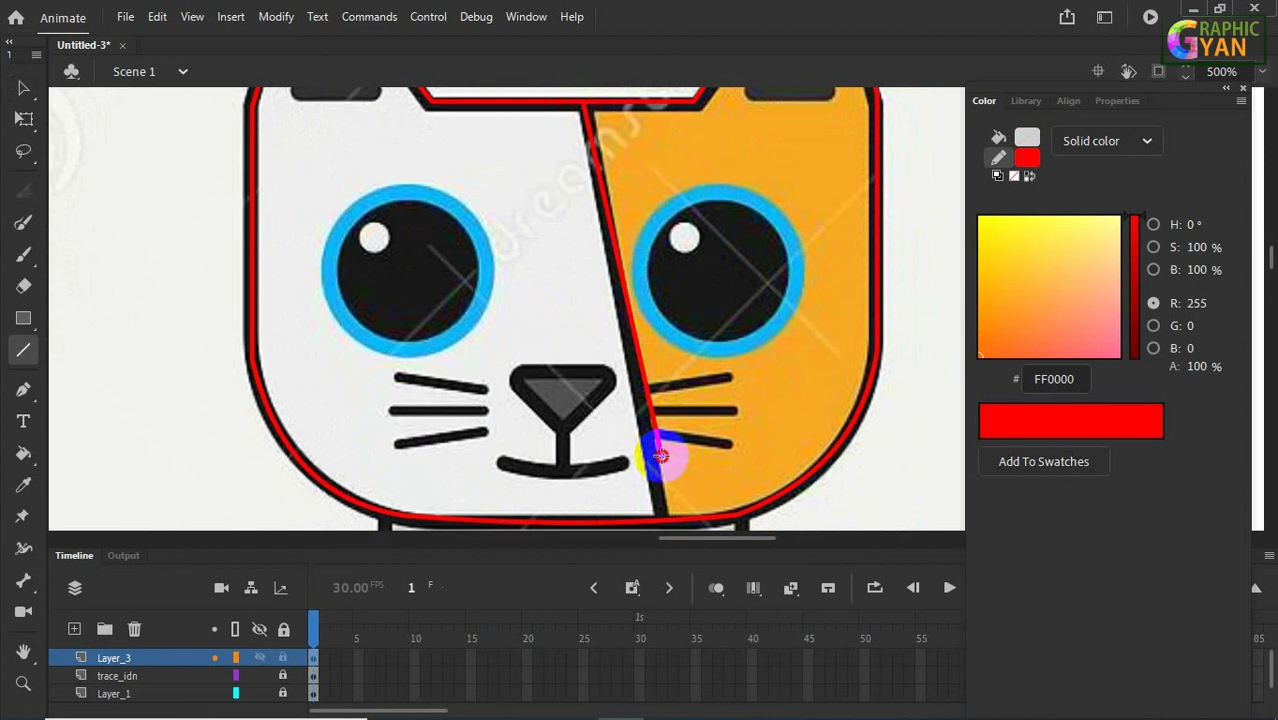 Animate
File Edit View Insert Modify Text Commands Control Debug Window Help
GRAPHIC GYAN
Untitled-3*
Scene 1
500%
Color Library Align Properties
Solid color
H: 0 °
S: 100 %
B: 100 %
R: 255
G: 0
B: 0
A: 100 %
# FF0000
Add To Swatches
dreams
Timeline Output
30.00 FPS 1 F
1s
5 10 15 20 25 30 35 40 45 50 55 85
Layer_3
trace_idn
Layer_1